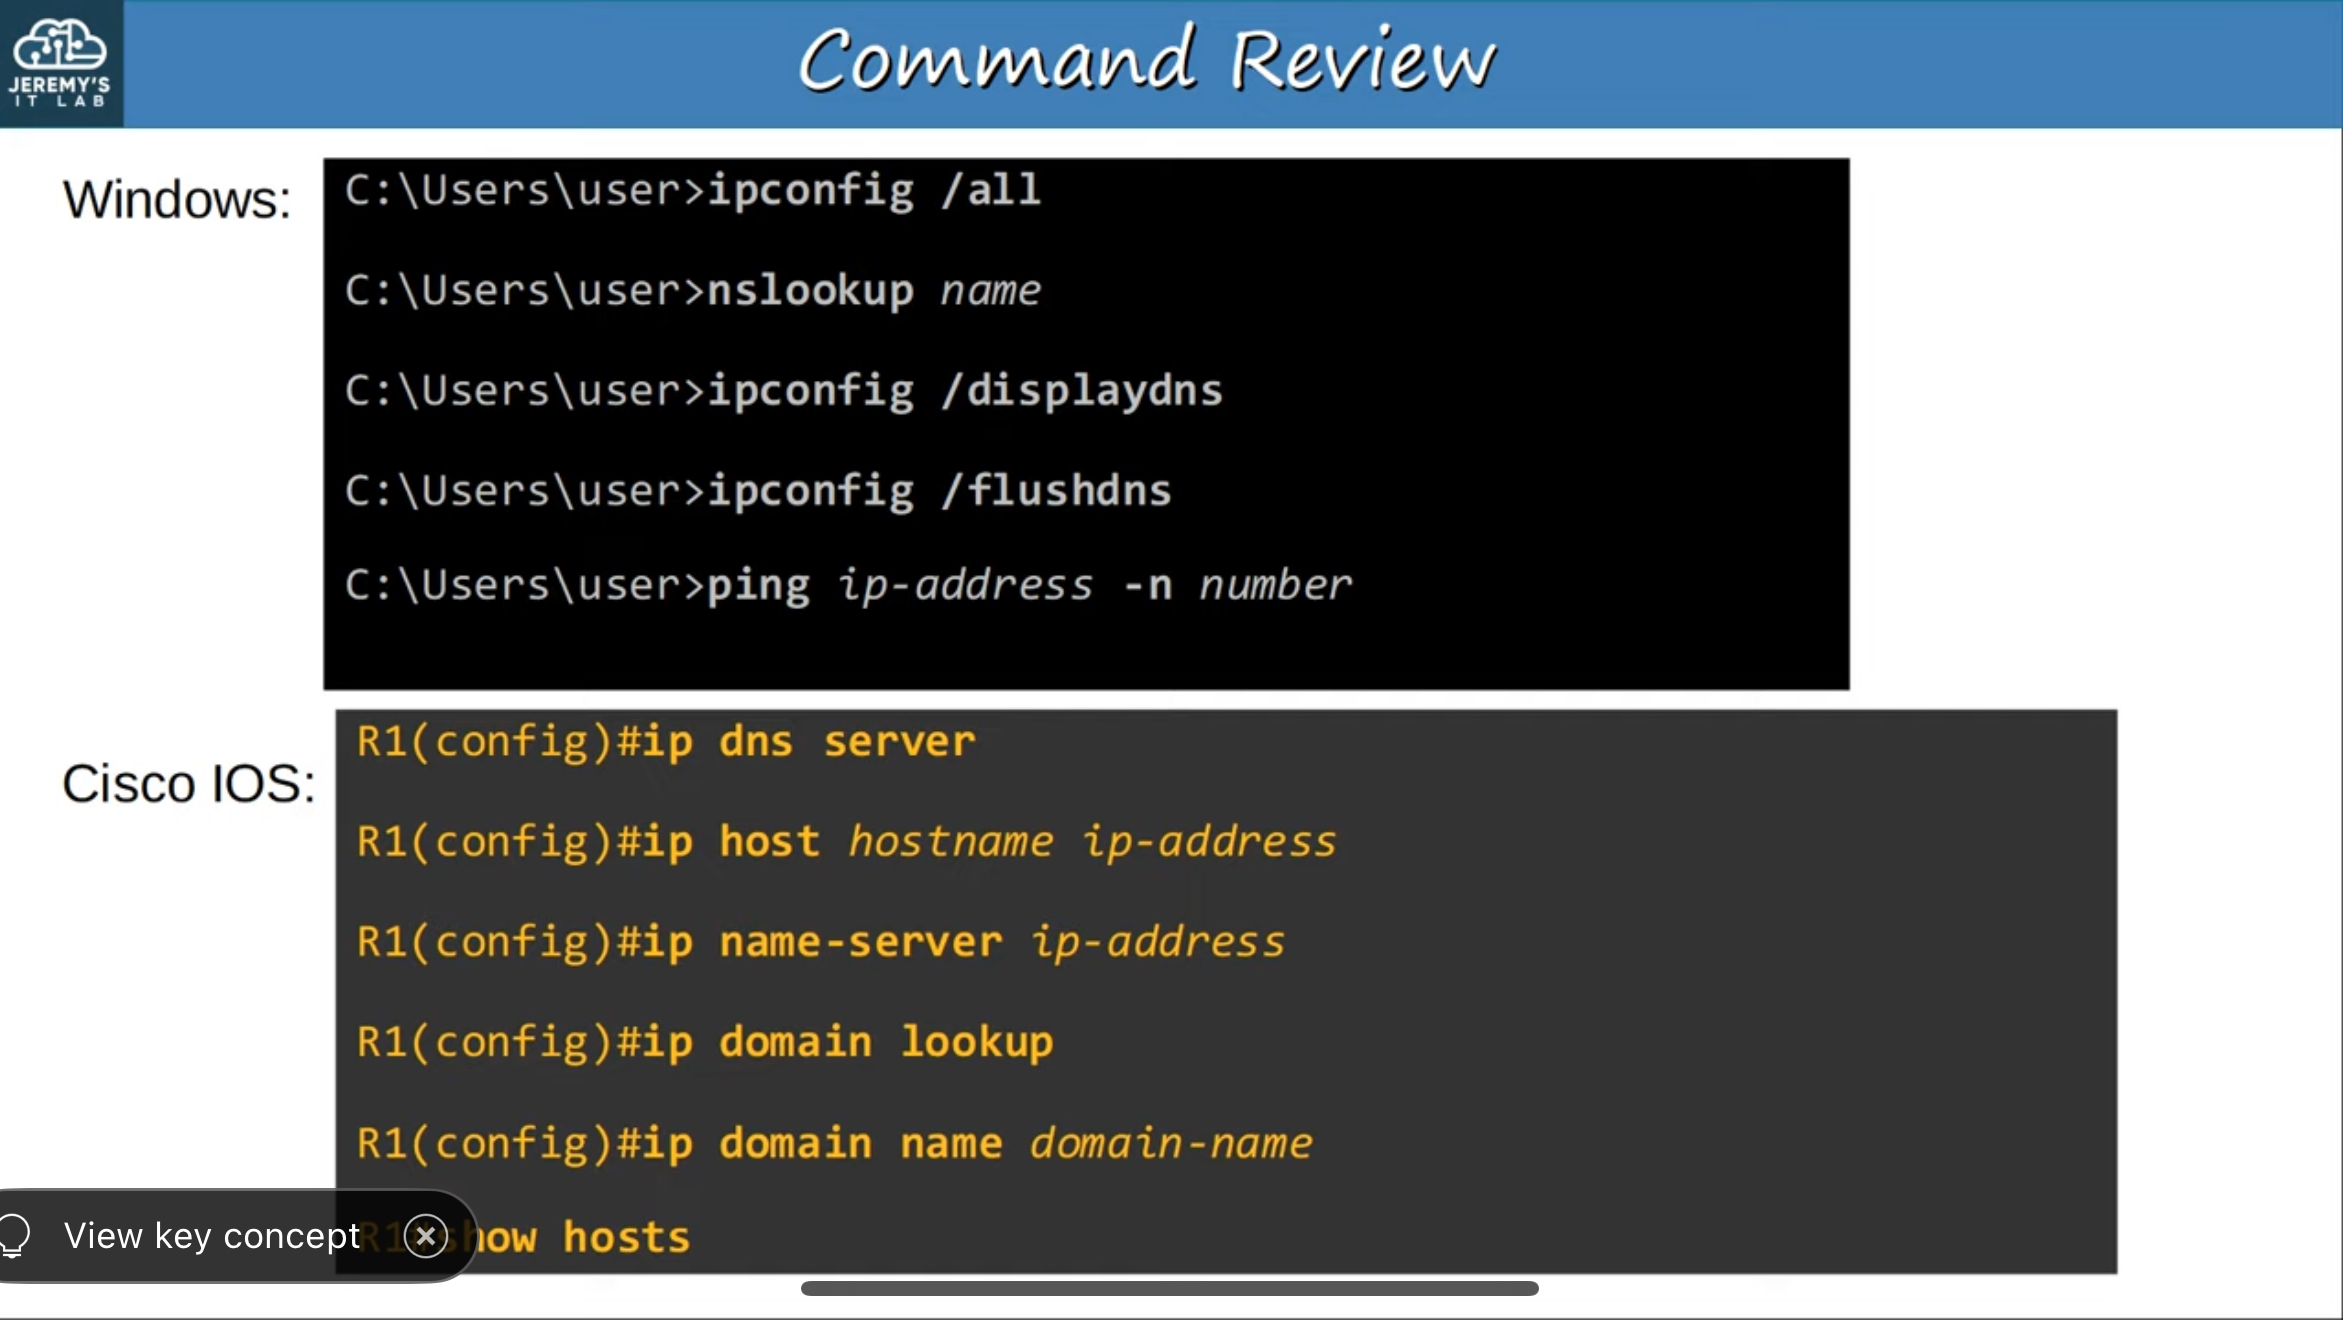 JEREMY'S
IT LAB
Command Review
Windows:
C:\Users\user>ipconfig /all
C:\Users\user>nslookup name
C:\Users\user>ipconfig /displaydns
C:\Users\user>ipconfig /flushdns
C:\Users\user>ping ip-address -n number
Cisco IOS:
R1(config)#ip dns server
R1(config)#ip host hostname ip-address
R1(config)#ip name-server ip-address
R1(config)#ip domain lookup
R1(config)#ip domain name domain-name
R1#show hosts
View key concept